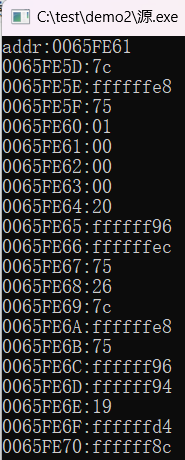 C:\test\demo2\源.exe
addr:0065FE61
0065FE5D:7c
0065FE5E:ffffffe8
0065FE5F:75
0065FE60:01
0065FE61:00
0065FE62:00
0065FE63:00
0065FE64:20
0065FE65:ffffff96
0065FE66:ffffffec
0065FE67:75
0065FE68:26
0065FE69:7c
0065FE6A:ffffffe8
0065FE6B:75
0065FE6C:ffffff96
0065FE6D:ffffff94
0065FE6E:19
0065FE6F:ffffffd4
0065FE70:ffffff8c